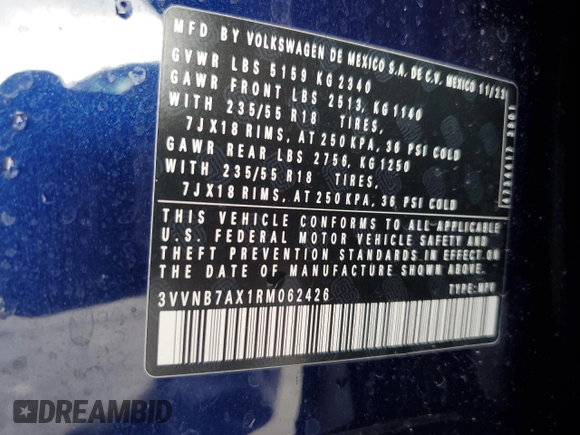 MFD BY VOLKSWAGEN DE MEXICO S.A. DE C.V. MEXICO 11/23
GVWR LBS 5159 KG 2340
GAWR FRONT LBS 2513, KG 1140
WITH 235/55 R18 TIRES,
7JX18 RIMS, AT 250 KPA, 36 PSI COLD
GAWR REAR LBS 2756, KG 1250
WITH 235/55 R18 TIRES,
7JX18 RIMS, AT 250 KPA, 36 PSI COLD
THIS VEHICLE CONFORMS TO ALL APPLICABLE
U.S. FEDERAL MOTOR VEHICLE SAFETY AND
THEFT PREVENTION STANDARDS IN EFFECT ON THE
DATE OF MANUFACTURE SHOWN ABOVE.
3VVNB7AX1RM062426 TYPE:MPV
DREAMBID